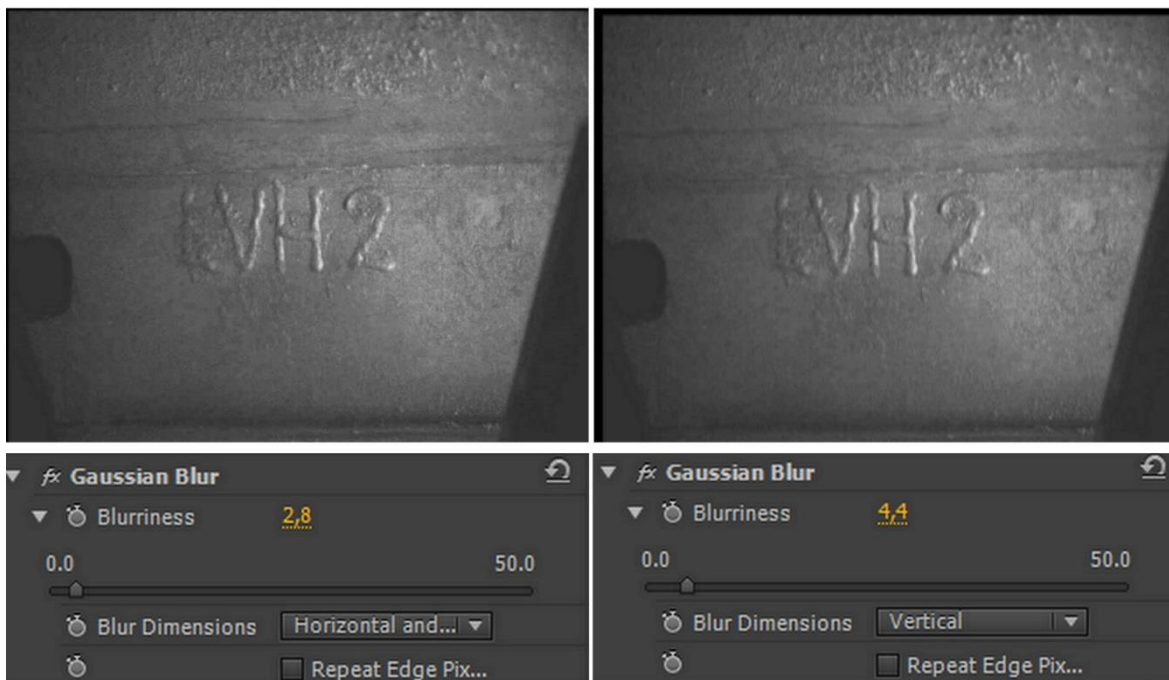 VH2
VH2
fx Gaussian Blur
Blurriness 2,8
0.0 50.0
Blur Dimensions Horizontal and...
Repeat Edge Pix...
fx Gaussian Blur
Blurriness 4,4
0.0 50.0
Blur Dimensions Vertical
Repeat Edge Pix...